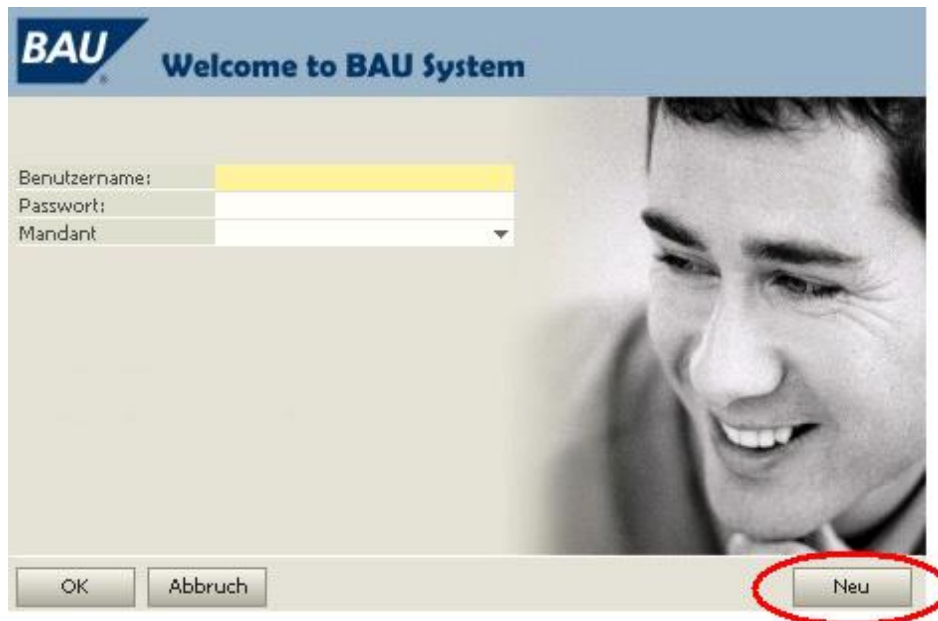 BAU
®
Welcome to BAU System
Benutzername:
Passwort:
Mandant
OK
Abbruch
Neu